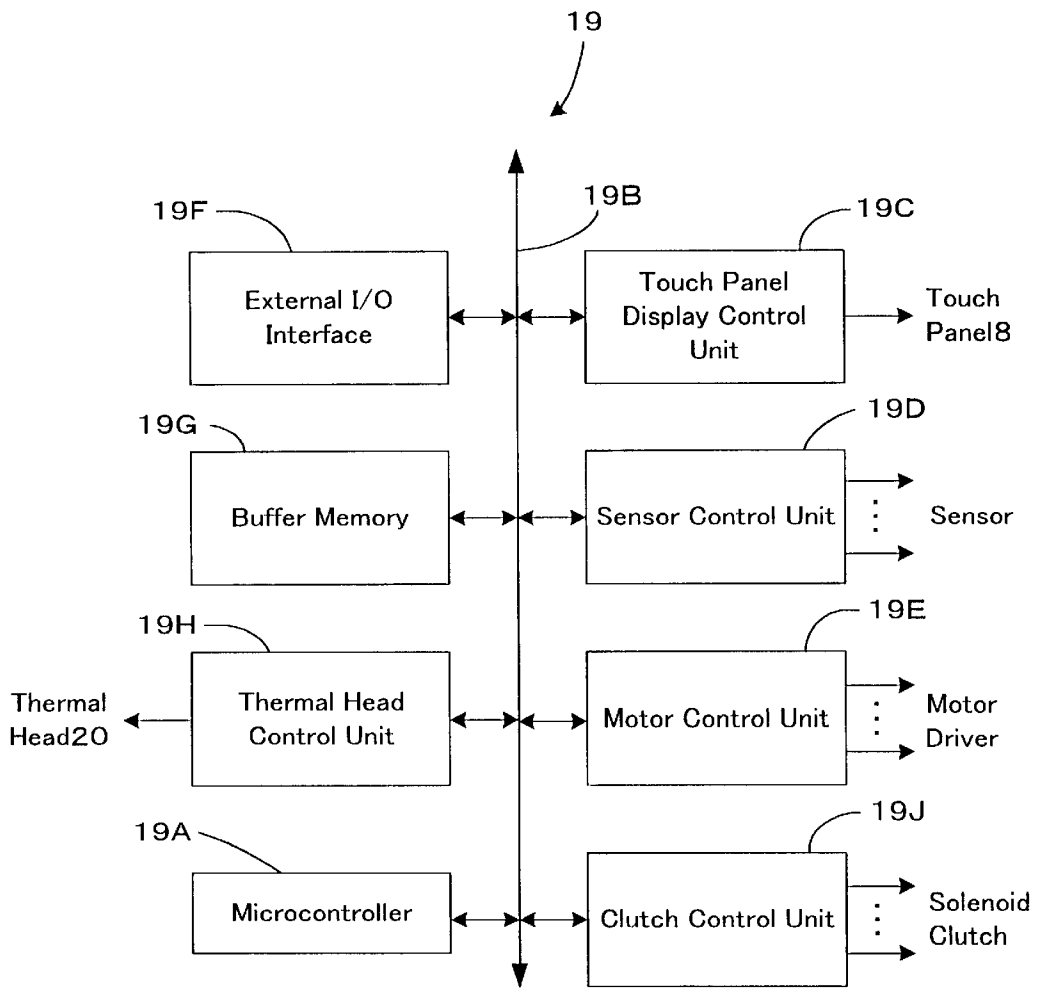 19
19F
19B
19C
External I/O
Interface
Touch Panel
Display Control
Unit
Touch
Panel8
19G
19D
Buffer Memory
Sensor Control Unit
Sensor
19H
19E
Thermal
Head20
Thermal Head
Control Unit
Motor Control Unit
Motor
Driver
19A
19J
Microcontroller
Clutch Control Unit
Solenoid
Clutch